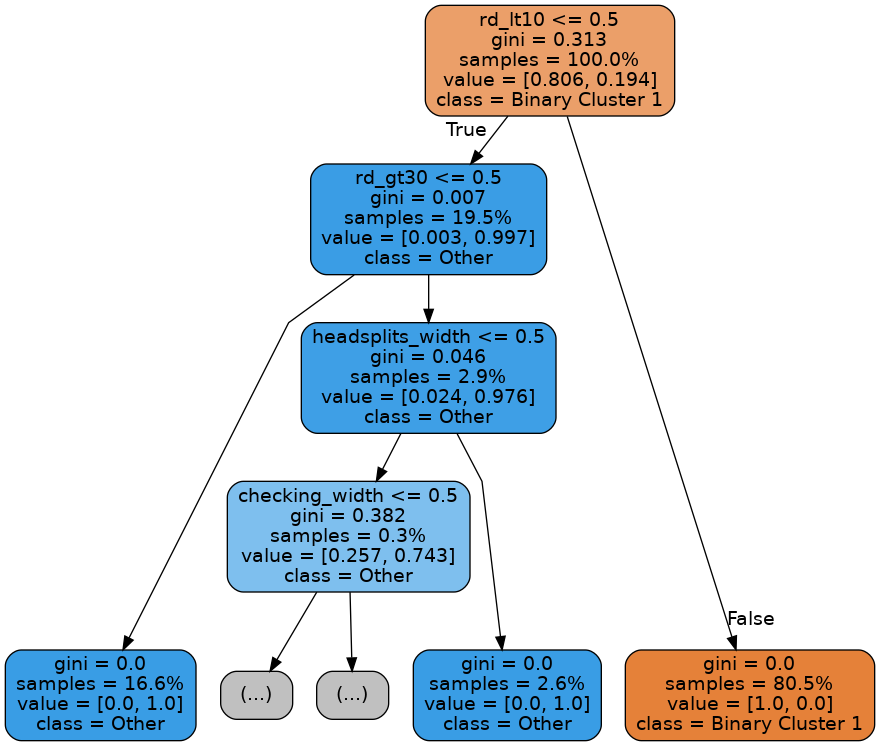 rd_lt10 <= 0.5
gini = 0.313
samples = 100.0%
value = [0.806, 0.194]
class = Binary Cluster 1
True
rd_gt30 <= 0.5
gini = 0.007
samples = 19.5%
value = [0.003, 0.997]
class = Other
headsplits_width <= 0.5
gini = 0.046
samples = 2.9%
value = [0.024, 0.976]
class = Other
checking_width <= 0.5
gini = 0.382
samples = 0.3%
value = [0.257, 0.743]
class = Other
False
gini = 0.0
samples = 16.6%
value = [0.0, 1.0]
class = Other
(...)
(...)
gini = 0.0
samples = 2.6%
value = [0.0, 1.0]
class = Other
gini = 0.0
samples = 80.5%
value = [1.0, 0.0]
class = Binary Cluster 1